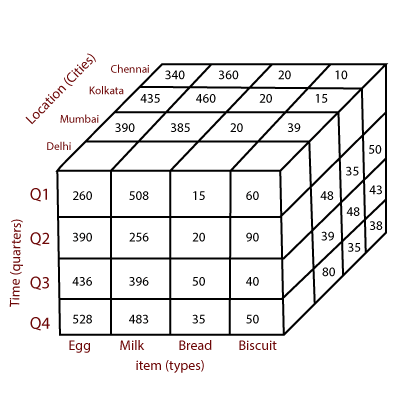 Location (Cities)
Chennai 340 360 20 10
Kolkata 435 460 20 15
Mumbai 390 385 20 39
Delhi
Time (quarters)
Q1 260 508 15 60
Q2 390 256 20 90
Q3 436 396 50 40
Q4 528 483 35 50
48 35 50
39 48 43
80 35 38
Egg Milk Bread Biscuit
item (types)